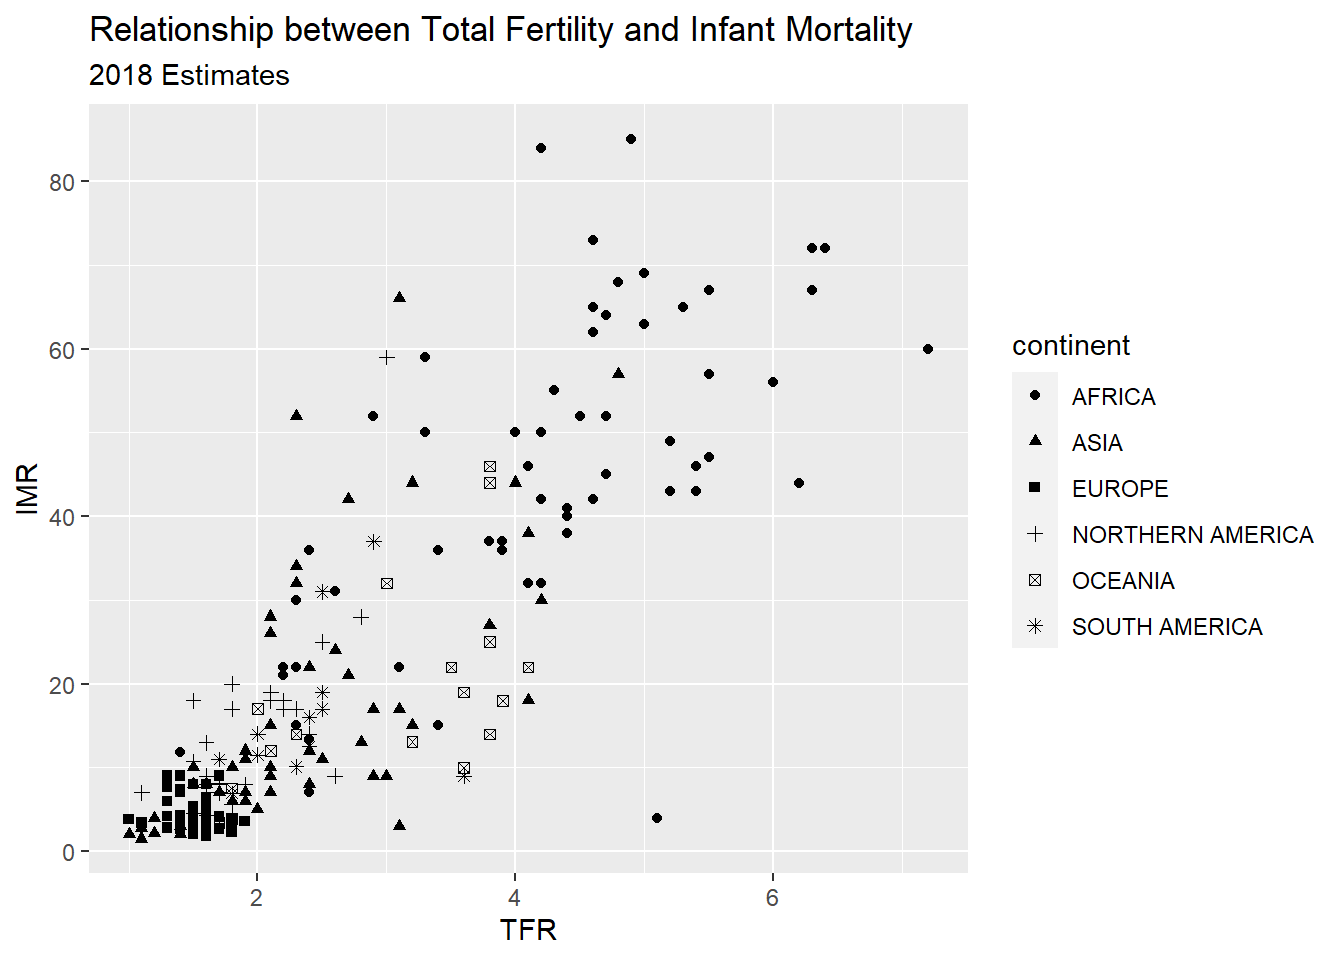 Relationship between Total Fertility and Infant Mortality
2018 Estimates
80
60
40
20
0
IMR
2
4
6
TFR
continent
AFRICA
ASIA
EUROPE
NORTHERN AMERICA
OCEANIA
SOUTH AMERICA